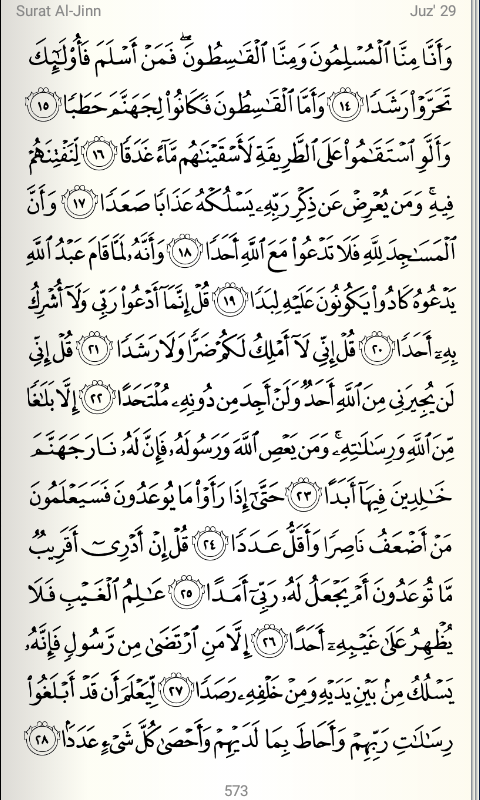 Surat Al-Jinn Juz' 29
وَأَنَّا مِنَّا ٱلْمُسْلِمُونَ وَمِنَّا ٱلْقَـٰسِطُونَ ۖ فَمَنْ أَسْلَمَ فَأُو۟لَـٰٓئِكَ
تَحَرَّوْا۟ رَشَدًا ١٤ وَأَمَّا ٱلْقَـٰسِطُونَ فَكَانُوا۟ لِجَهَنَّمَ حَطَبًا ١٥
وَأَلَّوِ ٱسْتَقَـٰمُوا۟ عَلَى ٱلطَّرِيقَةِ لَأَسْقَيْنَـٰهُم مَّآءً غَدَقًا ١٦ لِّنَفْتِنَهُمْ
فِيهِ ۚ وَمَن يُعْرِضْ عَن ذِكْرِ رَبِّهِۦ يَسْلُكْهُ عَذَابًا صَعَدًا ١٧ وَأَنَّ
ٱلْمَسَـٰجِدَ لِلَّهِ فَلَا تَدْعُوا۟ مَعَ ٱللَّهِ أَحَدًا ١٨ وَأَنَّهُۥ لَمَّا قَامَ عَبْدُ ٱللَّهِ
يَدْعُوهُ كَادُوا۟ يَكُونُونَ عَلَيْهِ لِبَدًا ١٩ قُلْ إِنَّمَآ أَدْعُوا۟ رَبِّى وَلَآ أُشْرِكُ
بِهِۦٓ أَحَدًا ٢٠ قُلْ إِنِّى لَآ أَمْلِكُ لَكُمْ ضَرًّا وَلَا رَشَدًا ٢١ قُلْ إِنِّى
لَن يُجِيرَنِى مِنَ ٱللَّهِ أَحَدٌ وَلَنْ أَجِدَ مِن دُونِهِۦ مُلْتَحَدًا ٢٢ إِلَّا بَلَـٰغًا
مِّنَ ٱللَّهِ وَرِسَـٰلَـٰتِهِۦ ۚ وَمَن يَعْصِ ٱللَّهَ وَرَسُولَهُۥ فَإِنَّ لَهُۥ نَارَ جَهَنَّمَ
خَـٰلِدِينَ فِيهَآ أَبَدًا ٢٣ حَتَّىٰٓ إِذَا رَأَوْا۟ مَا يُوعَدُونَ فَسَيَعْلَمُونَ
مَنْ أَضْعَفُ نَاصِرًا وَأَقَلُّ عَدَدًا ٢٤ قُلْ إِنْ أَدْرِىٓ أَقَرِيبٌ
مَّا تُوعَدُونَ أَمْ يَجْعَلُ لَهُۥ رَبِّىٓ أَمَدًا ٢٥ عَـٰلِمُ ٱلْغَيْبِ فَلَا
يُظْهِرُ عَلَىٰ غَيْبِهِۦٓ أَحَدًا ٢٦ إِلَّا مَنِ ٱرْتَضَىٰ مِن رَّسُولٍ فَإِنَّهُۥ
يَسْلُكُ مِنۢ بَيْنِ يَدَيْهِ وَمِنْ خَلْفِهِۦ رَصَدًا ٢٧ لِّيَعْلَمَ أَن قَدْ أَبْلَغُوا۟
رِسَـٰلَـٰتِ رَبِّهِمْ وَأَحَاطَ بِمَا لَدَيْهِمْ وَأَحْصَىٰ كُلَّ شَىْءٍ عَدَدًۢا ٢٨
573